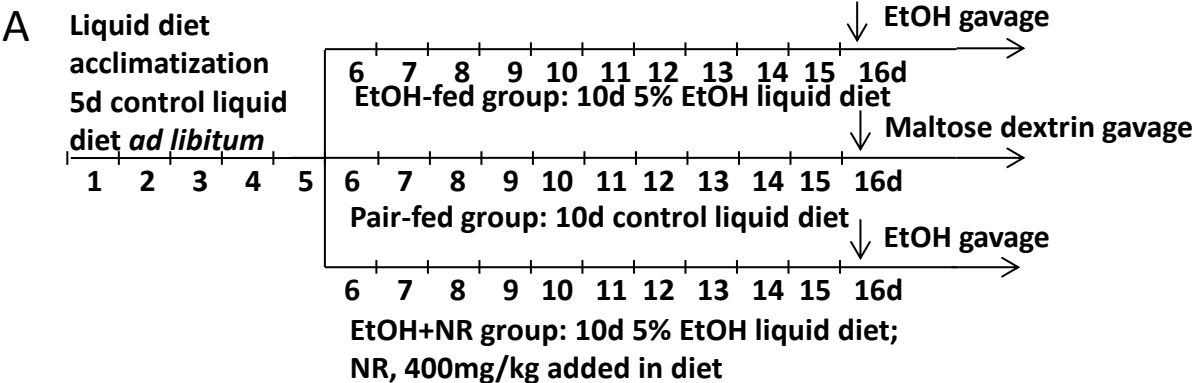 A
Liquid diet
acclimatization
5d control liquid
diet ad libitum
1 2 3 4 5
EtOH gavage
6 7 8 9 10 11 12 13 14 15 16d
EtOH-fed group: 10d 5% EtOH liquid diet
Maltose dextrin gavage
6 7 8 9 10 11 12 13 14 15 16d
Pair-fed group: 10d control liquid diet
EtOH gavage
6 7 8 9 10 11 12 13 14 15 16d
EtOH+NR group: 10d 5% EtOH liquid diet;
NR, 400mg/kg added in diet